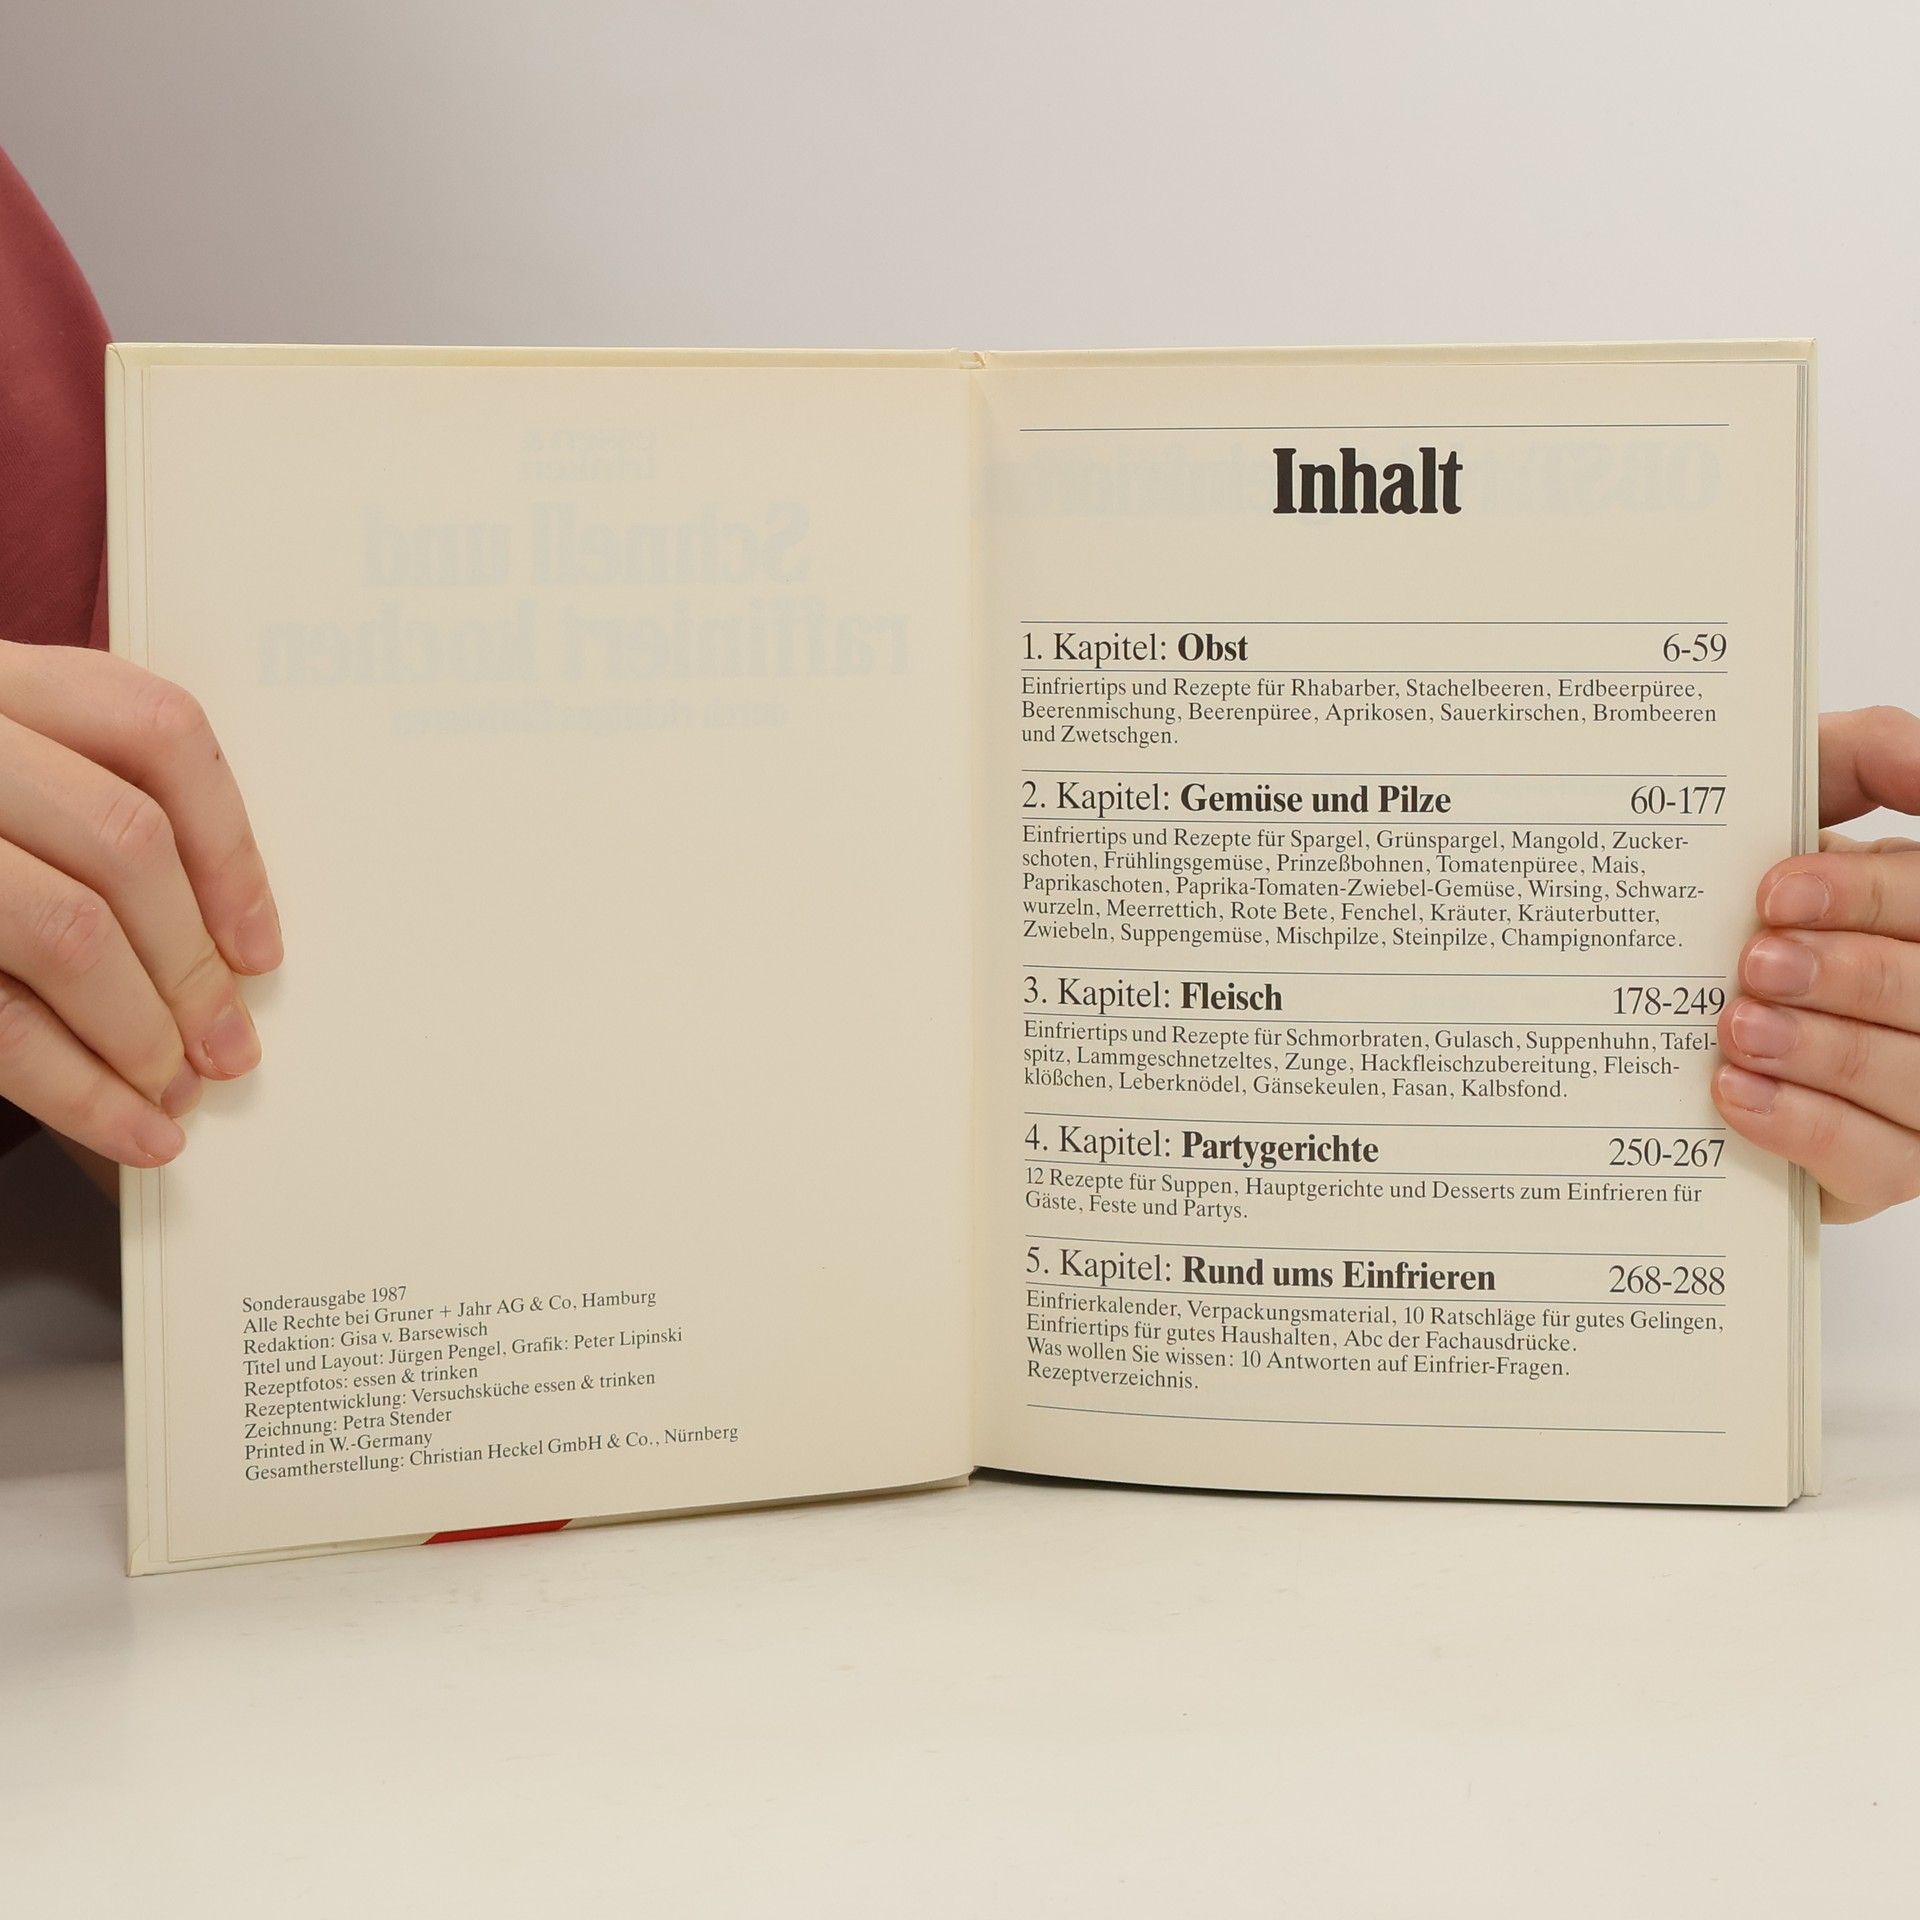 Sonderausgabe 1987
Alle Rechte bei Gruner + Jahr AG & Co, Hamburg
Redaktion: Gisa v. Barsewisch
Titel und Layout: Jürgen Pengel, Grafik: Peter Lipinski
Rezeptfotos: essen & trinken
Rezeptentwicklung: Versuchsküche essen & trinken
Zeichnung: Petra Stender
Printed in W.-Germany
Gesamtherstellung: Christian Heckel GmbH & Co., Nürnberg
Inhalt
1. Kapitel: Obst 6-59
Einfriertips und Rezepte für Rhabarber, Stachelbeeren, Erdbeerpüree,
Beerenmischung, Beerenpüree, Aprikosen, Sauerkirschen, Brombeeren
und Zwetschgen.
2. Kapitel: Gemüse und Pilze 60-177
Einfriertips und Rezepte für Spargel, Grünspargel, Mangold, Zucker-
schoten, Frühlingsgemüse, Prinzeßbohnen, Tomatenpüree, Mais,
Paprikaschoten, Paprika-Tomaten-Zwiebel-Gemüse, Wirsing, Schwarz-
wurzeln, Meerrettich, Rote Bete, Fenchel, Kräuter, Kräuterbutter,
Zwiebeln, Suppengemüse, Mischpilze, Steinpilze, Champignonfarce.
3. Kapitel: Fleisch 178-249
Einfriertips und Rezepte für Schmorbraten, Gulasch, Suppenhuhn, Tafel-
spitz, Lammgeschnetzeltes, Zunge, Hackfleischzubereitung, Fleisch-
klößchen, Leberknödel, Gänsekeulen, Fasan, Kalbsfond.
4. Kapitel: Partygerichte 250-267
12 Rezepte für Suppen, Hauptgerichte und Desserts zum Einfrieren für
Gäste, Feste und Partys.
5. Kapitel: Rund ums Einfrieren 268-288
Einfrierkalender, Verpackungsmaterial, 10 Ratschläge für gutes Gelingen,
Einfriertips für gutes Haushalten, Abc der Fachausdrücke.
Was wollen Sie wissen: 10 Antworten auf Einfrier-Fragen.
Rezeptverzeichnis.